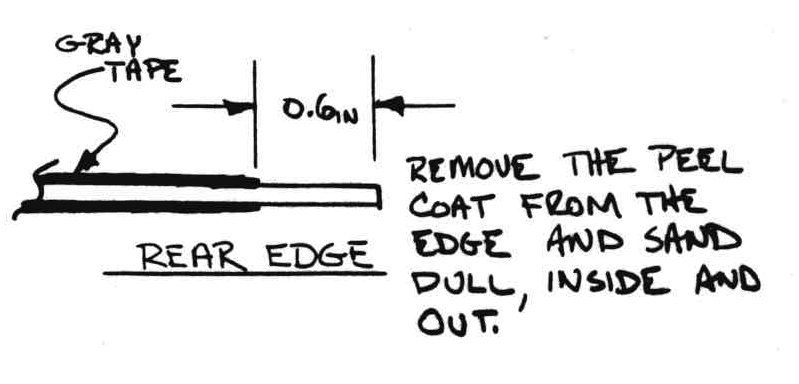 GRAY
TAPE
0.6IN
REMOVE THE PEEL
COAT FROM THE
EDGE AND SAND
DULL, INSIDE AND
OUT.
REAR EDGE